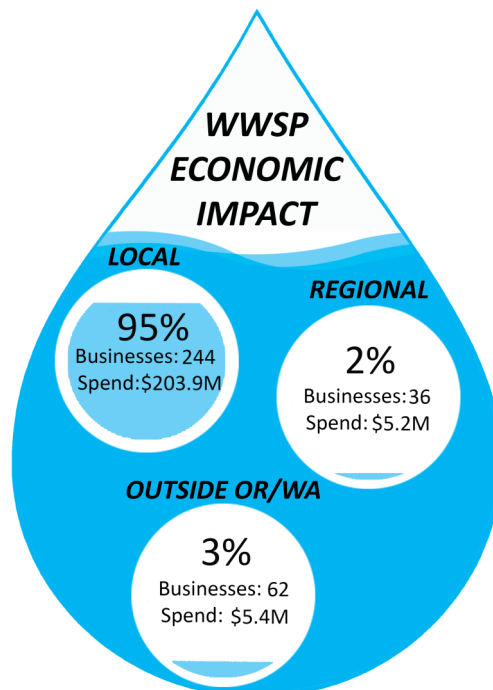 WWSP
ECONOMIC
IMPACT
LOCAL
95%
Businesses: 244
Spend:$203.9M
REGIONAL
2%
Businesses:36
Spend: $5.2M
OUTSIDE OR/WA
3%
Businesses: 62
Spend: $5.4M